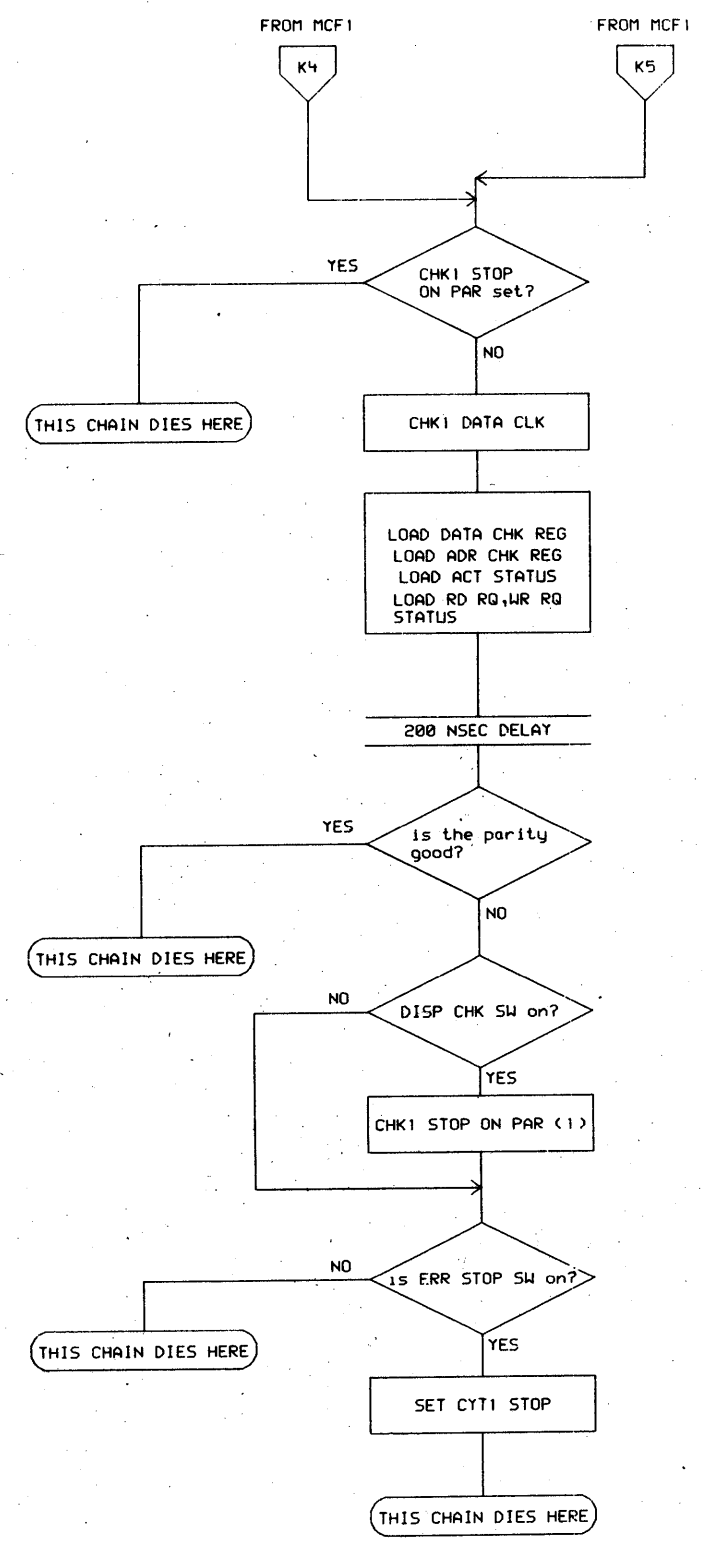 FROM MCF1
FROM MCF1
K4
K5
YES
CHK1 STOP
ON PAR set?
NO
THIS CHAIN DIES HERE
CHK1 DATA CLK
LOAD DATA CHK REG
LOAD ADR CHK REG
LOAD ACT STATUS
LOAD RD RQ,WR RQ
STATUS
200 NSEC DELAY
YES
is the parity
good?
NO
THIS CHAIN DIES HERE
NO
DISP CHK SW on?
YES
CHK1 STOP ON PAR (1)
NO
is ERR STOP SW on?
YES
THIS CHAIN DIES HERE
SET CYT1 STOP
THIS CHAIN DIES HERE